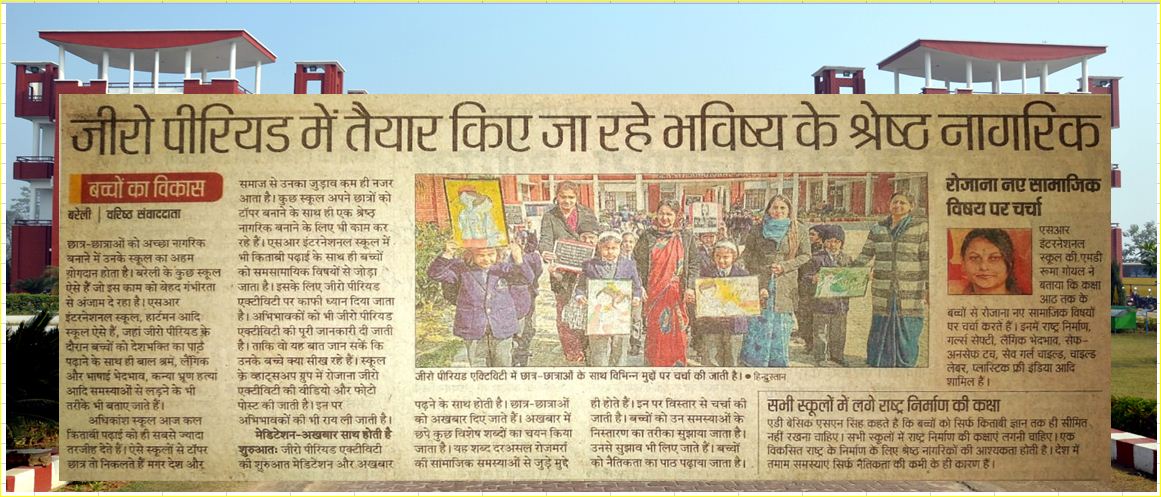 जीरो पीरियड में तैयार किए जा रहे भविष्य के श्रेष्ठ नागरिक
बच्चों का विकास
बरेली | वरिष्ठ संवाददाता
छात्र-छात्राओं को अच्छा नागरिक
बनाने में उनके स्कूल का अहम
योगदान होता है। बरेली के कुछ स्कूल
ऐसे हैं जो इस काम को बेहद गंभीरता
से अंजाम दे रहा है। एसआर
इंटरनेशनल स्कूल, हार्टमन आदि
स्कूल ऐसे हैं, जहां जीरो पीरियड के
दौरान बच्चों को देशभक्ति का पाठ
पढ़ाने के साथ ही बाल श्रम, लैंगिक
और भाषाई भेदभाव, कन्या भ्रूण हत्या
आदि समस्याओं से लड़ने के भी
तरीके भी बताए जाते हैं।
अधिकांश स्कूल आज कल
किताबी पढ़ाई को ही सबसे ज्यादा
तरजीह देते हैं। ऐसे स्कूलों से टॉपर
छात्र तो निकलते हैं मगर देश और
समाज से उनका जुड़ाव कम ही नजर
आता है। कुछ स्कूल अपने छात्रों को
टॉपर बनाने के साथ ही एक श्रेष्ठ
नागरिक बनाने के लिए भी काम कर
रहे हैं। एसआर इंटरनेशनल स्कूल में
भी किताबी पढ़ाई के साथ ही बच्चों
को समसामायिक विषयों से जोड़ा
जाता है। इसके लिए जीरो पीरियड
एक्टीविटी पर काफी ध्यान दिया जाता
है। अभिभावकों को भी जीरो पीरियड
एक्टीविटी की पूरी जानकारी दी जाती
है। ताकि वो यह बात जान सकें कि
उनके बच्चे क्या सीख रहे हैं। स्कूल
के व्हाट्सअप ग्रुप में रोजाना जीरो
एक्टीविटी की वीडियो और फोटो
पोस्ट की जाती है। इन पर
अभिभावकों की भी राय ली जाती है।
मेडिटेशन-अखबार साथ होती है
शुरुआतः जीरो पीरियड एक्टीविटी
की शुरुआत मेडिटेशन और अखबार
जीरो पीरियड एक्टिविटी में छात्र-छात्राओं के साथ विभिन्न मुद्दों पर चर्चा की जाती है। • हिन्दुस्तान
पढ़ने के साथ होती है। छात्र-छात्राओं
को अखबार दिए जाते हैं। अखबार में
छपे कुछ विशेष शब्दों का चयन किया
जाता है। यह शब्द दरअसल रोजमर्रा
की सामाजिक समस्याओं से जुड़े मुद्दे
ही होते हैं। इन पर विस्तार से चर्चा की
जाती है। बच्चों को उन समस्याओं के
निस्तारण का तरीका सुझाया जाता है।
उनसे सुझाव भी लिए जाते हैं। बच्चों
को नैतिकता का पाठ पढ़ाया जाता है।
रोजाना नए सामाजिक
विषय पर चर्चा
एसआर
इंटरनेशनल
स्कूल की एमडी
रूमा गोयल ने
बताया कि कक्षा
आठ तक के
बच्चों से रोजाना नए सामाजिक विषयों
पर चर्चा करते हैं। इनमें राष्ट्र निर्माण,
गर्ल्स सेफ्टी, लैंगिक भेदभाव, सेफ-
अनसेफ टच, सेव गर्ल चाइल्ड, चाइल्ड
लेबर, प्लास्टिक फ्री इंडिया आदि
शामिल हैं।
सभी स्कूलों में लगे राष्ट्र निर्माण की कक्षा
एडी बेसिक एसएन सिंह कहते है कि बच्चों को सिर्फ किताबी ज्ञान तक ही सीमित
नहीं रखना चाहिए। सभी स्कूलों में राष्ट्र निर्माण की कक्षाएं लगनी चाहिए। एक
विकसित राष्ट्र के निर्माण के लिए श्रेष्ठ नागरिकों की आश्यकता होती है। देश में
तमाम समस्याएं सिर्फ नैतिकता की कमी के ही कारण हैं।